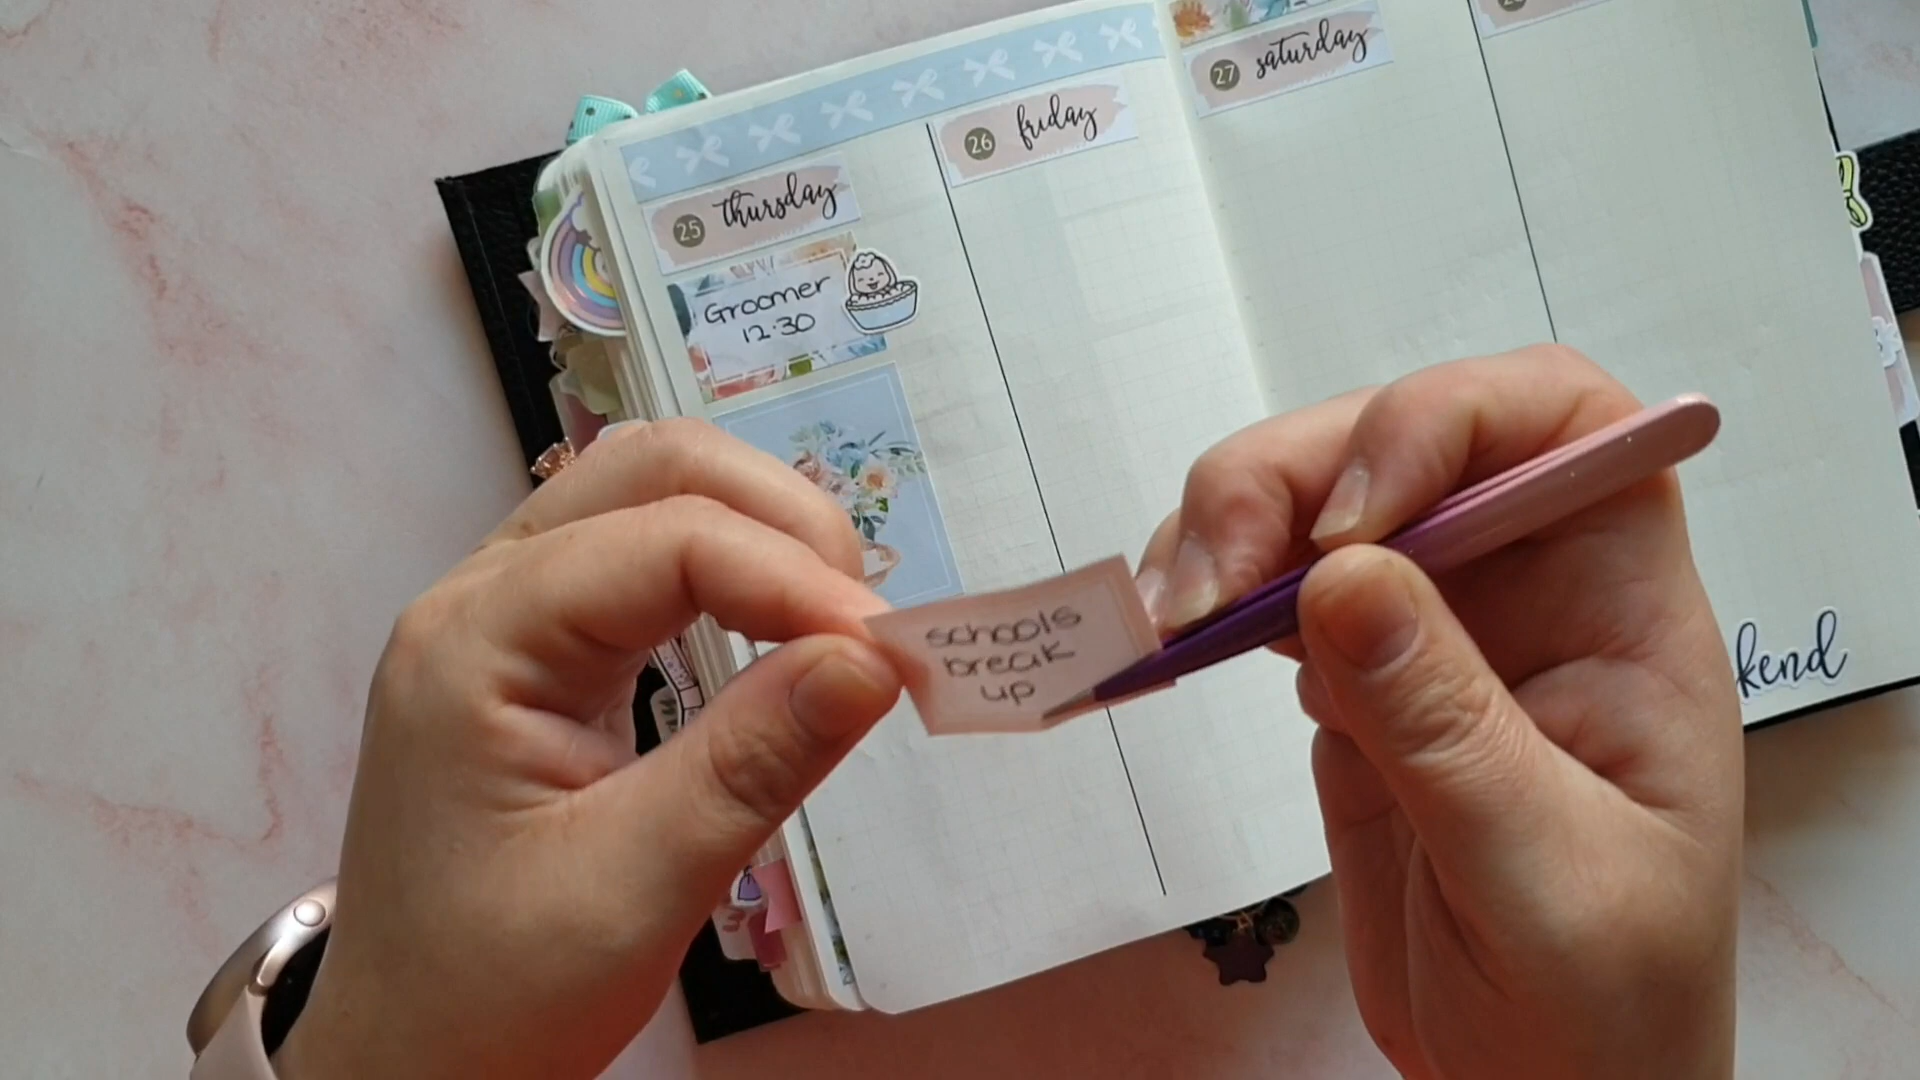 25 thursday
Groomer
12.30
26 friday
27 saturday
schools
break
up
kend